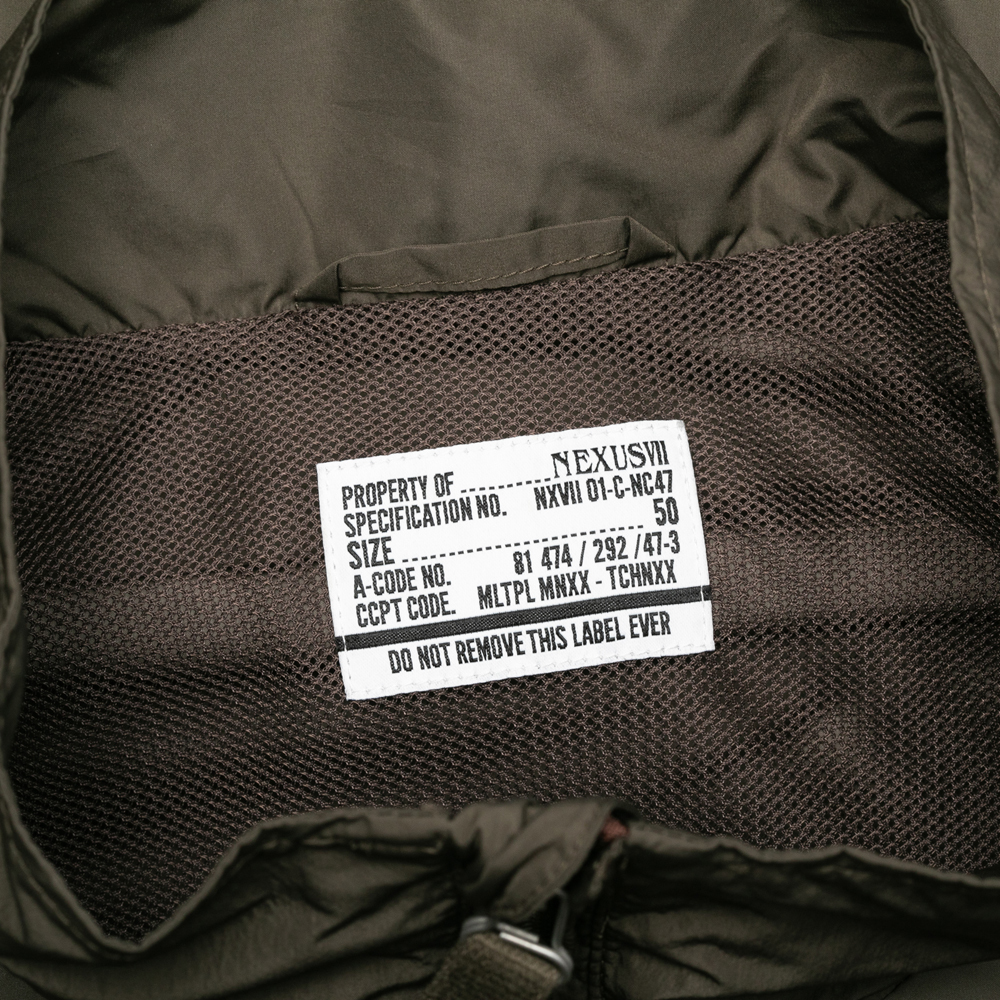 PROPERTY OF ......... NEXUSVII
SPECIFICATION NO. NXVII 01-C-NC47
SIZE ........................ 50
A-CODE NO. 81 474 / 292 /47-3
CCPT CODE. MLTPL MNXX - TCHNXX
DO NOT REMOVE THIS LABEL EVER